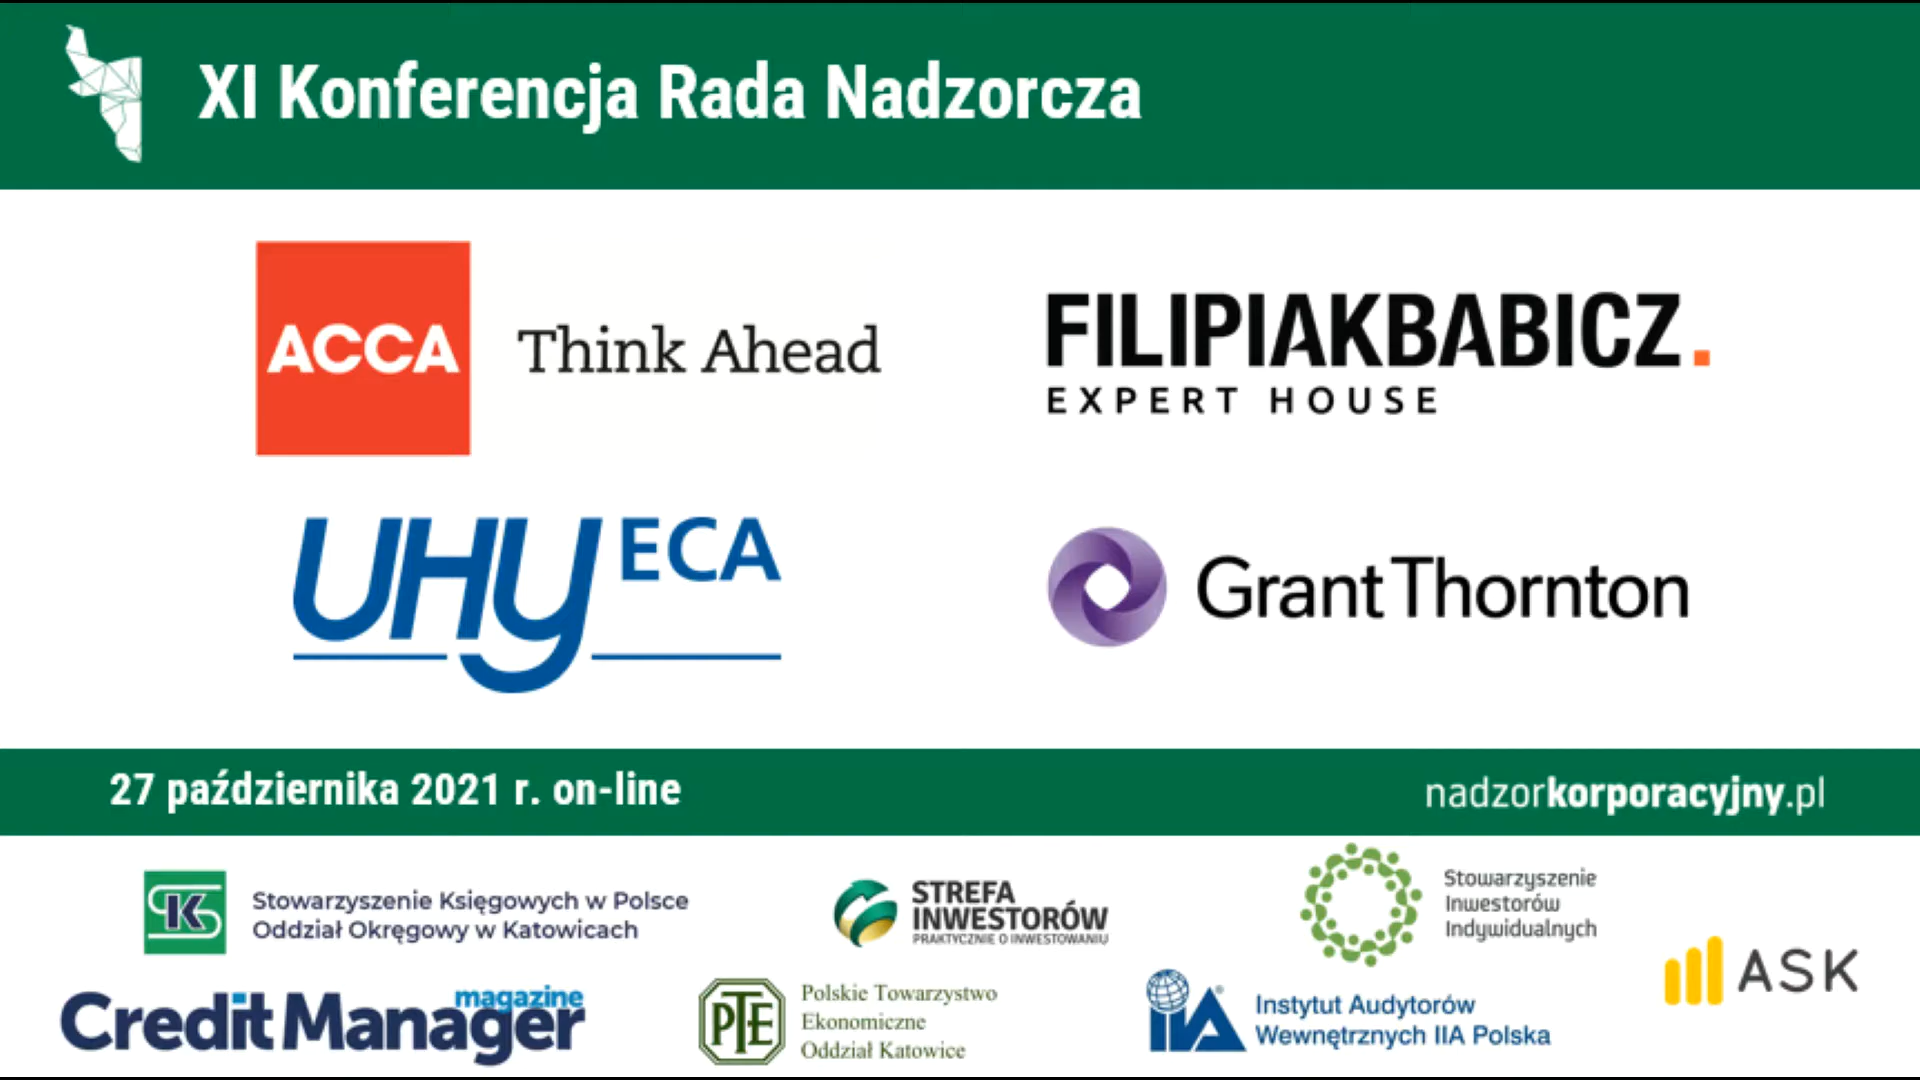 XI Konferencja Rada Nadzorcza
ACCA
Think Ahead
FILIPIAKBABICZ.
EXPERT HOUSE
UHY ECA
Grant Thornton
27 października 2021 r. on-line
nadzorkorporacyjny.pl
SK
Stowarzyszenie Księgowych w Polsce
Oddział Okręgowy w Katowicach
STREFA
INWESTORÓW
PRAKTYCZNIE O INWESTOWANIU
Stowarzyszenie
Inwestorów
Indywidualnych
ASK
magazine
Credit Manager
PTE
Polskie Towarzystwo
Ekonomiczne
Oddział Katowice
IIA
Instytut Audytorów
Wewnętrznych IIA Polska